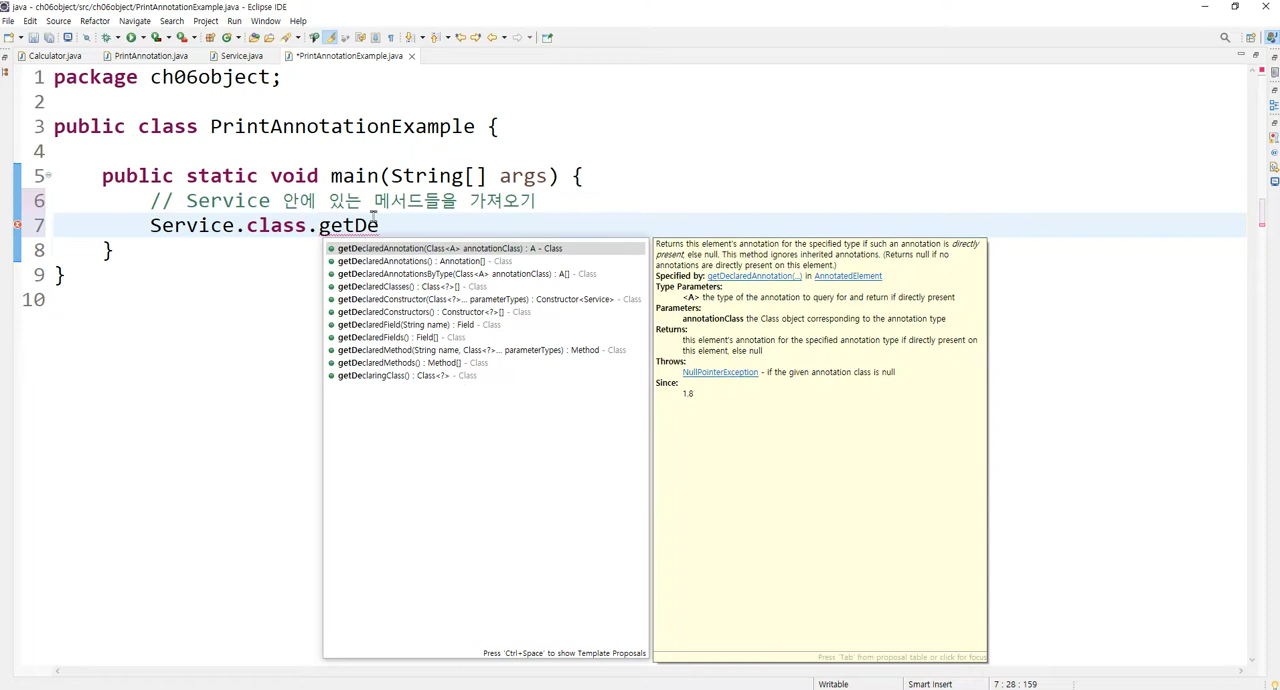 java - ch06object/src/ch06object/PrintAnnotationExample.java - Eclipse IDE
File Edit Source Refactor Navigate Search Project Run Window Help
Calculator.java PrintAnnotation.java Service.java *PrintAnnotationExample.java
1 package ch06object;
2
3 public class PrintAnnotationExample {
4
5 public static void main(String[] args) {
6 // Service 안에 있는 메서드들을 가져오기
7 Service.class.getDe
8 }
9 }
10
getDeclaredAnnotation(Class<A> annotationClass) : A - Class
getDeclaredAnnotations() : Annotation[] - Class
getDeclaredAnnotationsByType(Class<A> annotationClass) : A[] - Class
getDeclaredClasses() : Class<?>[] - Class
getDeclaredConstructor(Class<?>... parameterTypes) : Constructor<Service> - Class
getDeclaredConstructors() : Constructor<?>[] - Class
getDeclaredField(String name) : Field - Class
getDeclaredFields() : Field[] - Class
getDeclaredMethod(String name, Class<?>... parameterTypes) : Method - Class
getDeclaredMethods() : Method[] - Class
getDeclaringClass() : Class<?> - Class
Press 'Ctrl+Space' to show Template Proposals
Returns this element's annotation for the specified type if such an annotation is directly
present, else null. This method ignores inherited annotations. (Returns null if no
annotations are directly present on this element.)
Specified by: getDeclaredAnnotation(...) in AnnotatedElement
Type Parameters:
<A> the type of the annotation to query for and return if directly present
Parameters:
annotationClass the Class object corresponding to the annotation type
Returns:
this element's annotation for the specified annotation type if directly present on
this element, else null
Throws:
NullPointerException - if the given annotation class is null
Since:
1.8
Press 'Tab' from proposal table or click for focus
Writable Smart Insert 7 : 28 : 159